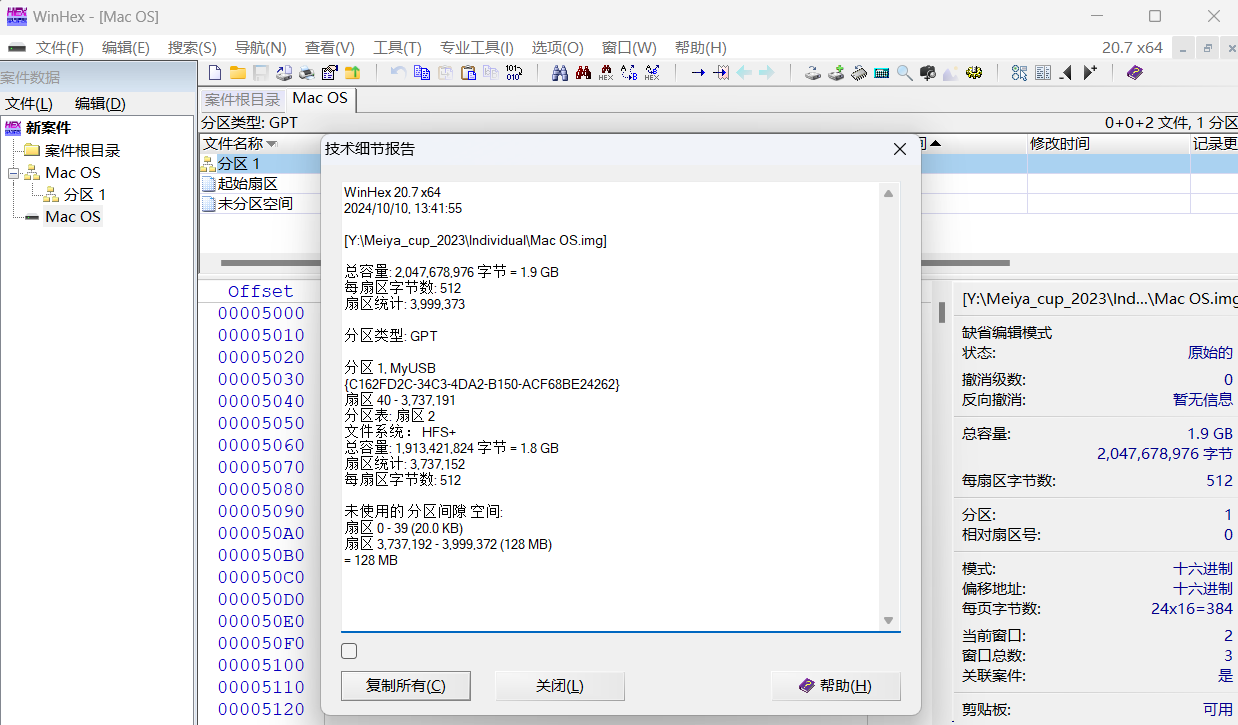 WinHex - [Mac OS]
文件(F) 编辑(E) 搜索(S) 导航(N) 查看(V) 工具(T) 专业工具(I) 选项(O) 窗口(W) 帮助(H) 20.7 x64
案件数据
文件(L) 编辑(D)
新案件
案件根目录
Mac OS
分区 1
Mac OS
案件根目录 Mac OS
分区类型: GPT 0+0+2 文件, 1 分区
文件名称 修改时间 记录更
分区 1
起始扇区
未分区空间
Offset
00005000
00005010
00005020
00005030
00005040
00005050
00005060
00005070
00005080
00005090
000050A0
000050B0
000050C0
000050D0
000050E0
000050F0
00005100
00005110
00005120
技术细节报告
WinHex 20.7 x64
2024/10/10, 13:41:55
[Y:\Meiya_cup_2023\Individual\Mac OS.img]
总容量: 2,047,678,976 字节 = 1.9 GB
每扇区字节数: 512
扇区统计: 3,999,373
分区类型: GPT
分区 1, MyUSB
{C162FD2C-34C3-4DA2-B150-ACF68BE24262}
扇区 40 - 3,737,191
分区表: 扇区 2
文件系统： HFS+
总容量: 1,913,421,824 字节 = 1.8 GB
扇区统计: 3,737,152
每扇区字节数: 512
未使用的 分区间隙 空间:
扇区 0 - 39 (20.0 KB)
扇区 3,737,192 - 3,999,372 (128 MB)
= 128 MB
复制所有(C) 关闭(L) 帮助(H)
[Y:\Meiya_cup_2023\Ind...\Mac OS.img
缺省编辑模式
状态: 原始的
撤消级数: 0
反向撤消: 暂无信息
总容量: 1.9 GB
2,047,678,976 字节
每扇区字节数: 512
分区: 1
相对扇区号: 0
模式: 十六进制
偏移地址: 十六进制
每页字节数: 24x16=384
当前窗口: 2
窗口总数: 3
关联案件: 是
剪贴板: 可用